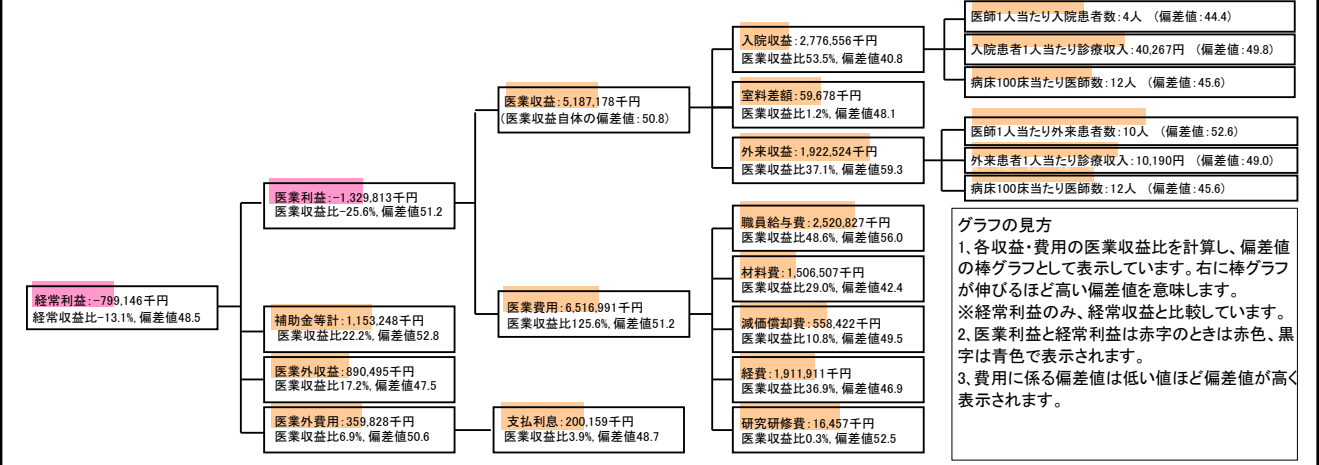 経常利益:-799,146千円
経常収益比-13.1%, 偏差値48.5
医業利益:-1,329,813千円
医業収益比-25.6%, 偏差値51.2
補助金等計:1,153,248千円
医業収益比22.2%, 偏差値52.8
医業外収益:890,495千円
医業収益比17.2%, 偏差値47.5
医業外費用:359,828千円
医業収益比6.9%, 偏差値50.6
医業収益:5,187,178千円
(医業収益自体の偏差値:50.8)
医業費用:6,516,991千円
医業収益比125.6%, 偏差値51.2
支払利息:200,159千円
医業収益比3.9%, 偏差値48.7
入院収益:2,776,556千円
医業収益比53.5%, 偏差値40.8
室料差額:59,678千円
医業収益比1.2%, 偏差値48.1
外来収益:1,922,524千円
医業収益比37.1%, 偏差値59.3
職員給与費:2,520,827千円
医業収益比48.6%, 偏差値56.0
材料費:1,506,507千円
医業収益比29.0%, 偏差値42.4
減価償却費:558,422千円
医業収益比10.8%, 偏差値49.5
経費:1,911,911千円
医業収益比36.9%, 偏差値46.9
研究研修費:16,457千円
医業収益比0.3%, 偏差値52.5
医師1人当たり入院患者数:4人 (偏差値:44.4)
入院患者1人当たり診療収入:40,267円 (偏差値:49.8)
病床100床当たり医師数:12人 (偏差値:45.6)
医師1人当たり外来患者数:10人 (偏差値:52.6)
外来患者1人当たり診療収入:10,190円 (偏差値:49.0)
病床100床当たり医師数:12人 (偏差値:45.6)
グラフの見方
1、各収益・費用の医業収益比を計算し、偏差値
の棒グラフとして表示しています。右に棒グラフ
が伸びるほど高い偏差値を意味します。
※経常利益のみ、経常収益と比較しています。
2、医業利益と経常利益は赤字のときは赤色、黒
字は青色で表示されます。
3、費用に係る偏差値は低い値ほど偏差値が高く
表示されます。